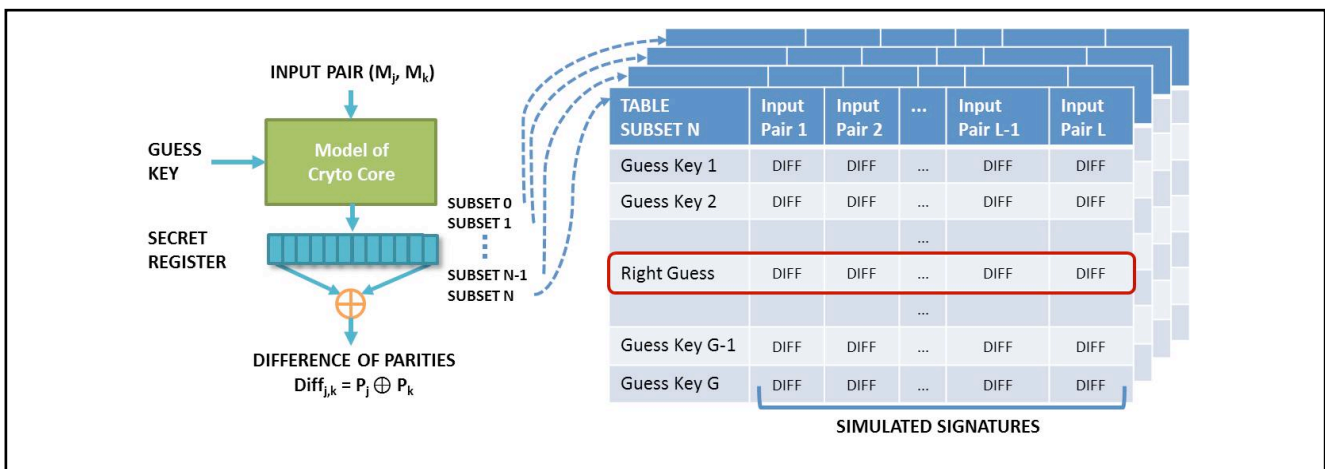 INPUT PAIR (Mj, Mk)
GUESS
KEY
Model of
Cryto Core
SECRET
REGISTER
SUBSET 0
SUBSET 1
SUBSET N-1
SUBSET N
DIFFERENCE OF PARITIES
Diffj,k = Pj ⊕ Pk
TABLE SUBSET N Input Pair 1 Input Pair 2 ... Input Pair L-1 Input Pair L
Guess Key 1 DIFF DIFF ... DIFF DIFF
Guess Key 2 DIFF DIFF ... DIFF DIFF
...
Right Guess DIFF DIFF ... DIFF DIFF
...
Guess Key G-1 DIFF DIFF ... DIFF DIFF
Guess Key G DIFF DIFF ... DIFF DIFF
SIMULATED SIGNATURES